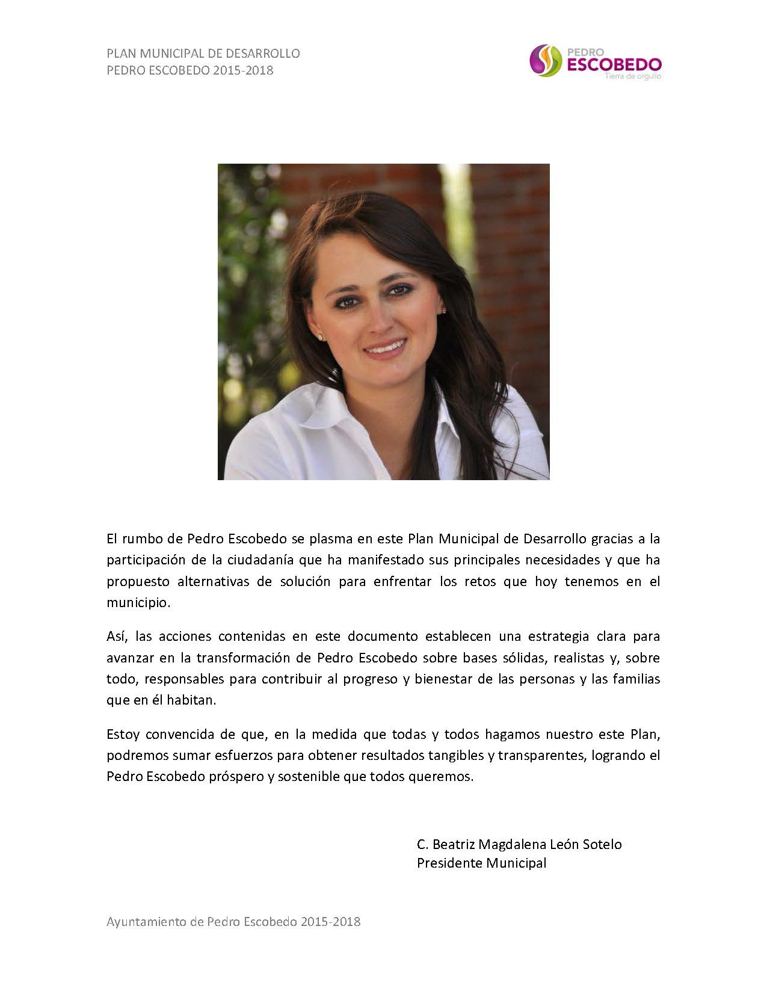 PLAN MUNICIPAL DE DESARROLLO
PEDRO ESCOBEDO 2015-2018
PEDRO
ESCOBEDO
Tierra de orgullo
El rumbo de Pedro Escobedo se plasma en este Plan Municipal de Desarrollo gracias a la
participación de la ciudadanía que ha manifestado sus principales necesidades y que ha
propuesto alternativas de solución para enfrentar los retos que hoy tenemos en el
municipio.
Así, las acciones contenidas en este documento establecen una estrategia clara para
avanzar en la transformación de Pedro Escobedo sobre bases sólidas, realistas y, sobre
todo, responsables para contribuir al progreso y bienestar de las personas y las familias
que en él habitan.
Estoy convencida de que, en la medida que todas y todos hagamos nuestro este Plan,
podremos sumar esfuerzos para obtener resultados tangibles y transparentes, logrando el
Pedro Escobedo próspero y sostenible que todos queremos.
C. Beatriz Magdalena León Sotelo
Presidente Municipal
Ayuntamiento de Pedro Escobedo 2015-2018